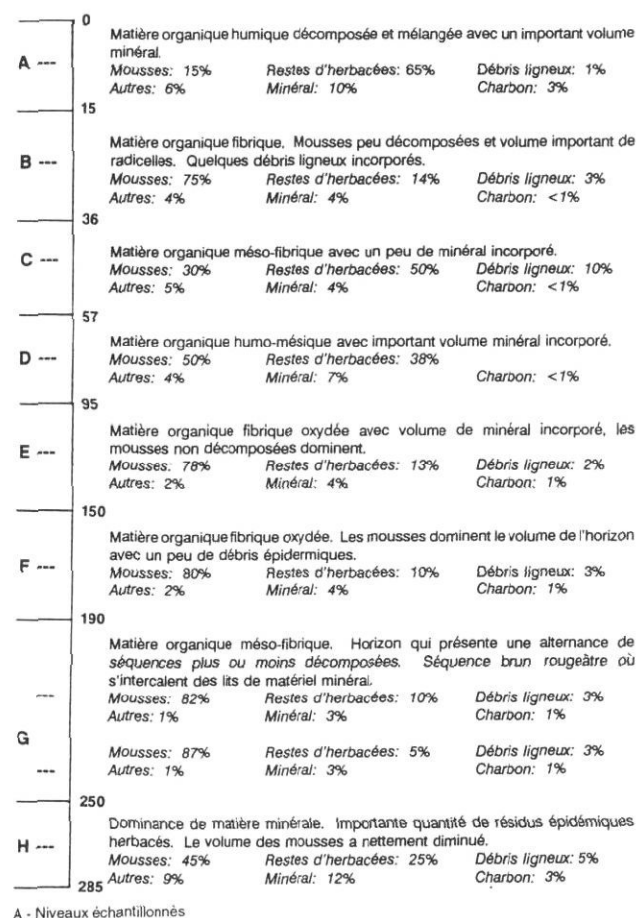 0
Matière organique humique décomposée et mélangée avec un important volume
minéral.
A --- Mousses: 15% Restes d'herbacées: 65% Débris ligneux: 1%
Autres: 6% Minéral: 10% Charbon: 3%
15
Matière organique fibrique. Mousses peu décomposées et volume important de
B --- radicelles. Quelques débris ligneux incorporés.
Mousses: 75% Restes d'herbacées: 14% Débris ligneux: 3%
Autres: 4% Minéral: 4% Charbon: <1%
36
C --- Matière organique méso-fibrique avec un peu de minéral incorporé.
Mousses: 30% Restes d'herbacées: 50% Débris ligneux: 10%
Autres: 5% Minéral: 4% Charbon: <1%
57
Matière organique humo-mésique avec important volume minéral incorporé.
D --- Mousses: 50% Restes d'herbacées: 38%
Autres: 4% Minéral: 7% Charbon: <1%
95
Matière organique fibrique oxydée avec volume de minéral incorporé, les
E --- mousses non décomposées dominent.
Mousses: 78% Restes d'herbacées: 13% Débris ligneux: 2%
Autres: 2% Minéral: 4% Charbon: 1%
150
Matière organique fibrique oxydée. Les mousses dominent le volume de l'horizon
F --- avec un peu de débris épidermiques.
Mousses: 80% Restes d'herbacées: 10% Débris ligneux: 3%
Autres: 2% Minéral: 4% Charbon: 1%
190
Matière organique méso-fibrique. Horizon qui présente une alternance de
séquences plus ou moins décomposées. Séquence brun rougeâtre où
s'intercalent des lits de matériel minéral.
--- Mousses: 82% Restes d'herbacées: 10% Débris ligneux: 3%
Autres: 1% Minéral: 3% Charbon: 1%
G
Mousses: 87% Restes d'herbacées: 5% Débris ligneux: 3%
--- Autres: 1% Minéral: 3% Charbon: 1%
250
Dominance de matière minérale. Importante quantité de résidus épidémiques
H --- herbacés. Le volume des mousses a nettement diminué.
Mousses: 45% Restes d'herbacées: 25% Débris ligneux: 5%
285 Autres: 9% Minéral: 12% Charbon: 3%
A - Niveaux échantillonnés